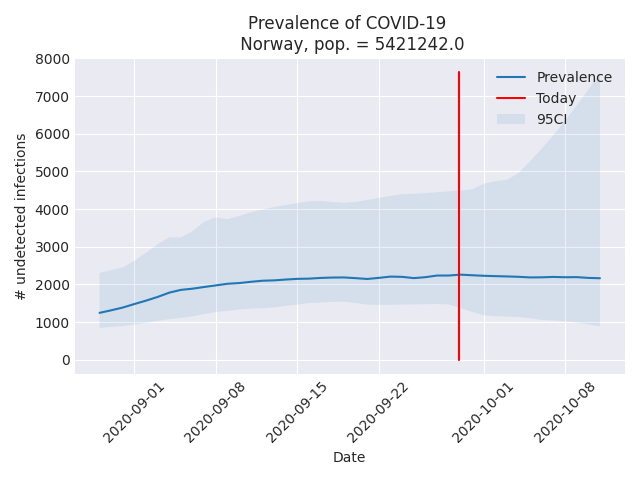 Prevalence of COVID-19
Norway, pop. = 5421242.0
8000
7000
6000
5000
4000
3000
2000
1000
0
# undetected infections
Prevalence
Today
95CI
2020-09-01
2020-09-08
2020-09-15
2020-09-22
2020-10-01
2020-10-08
Date